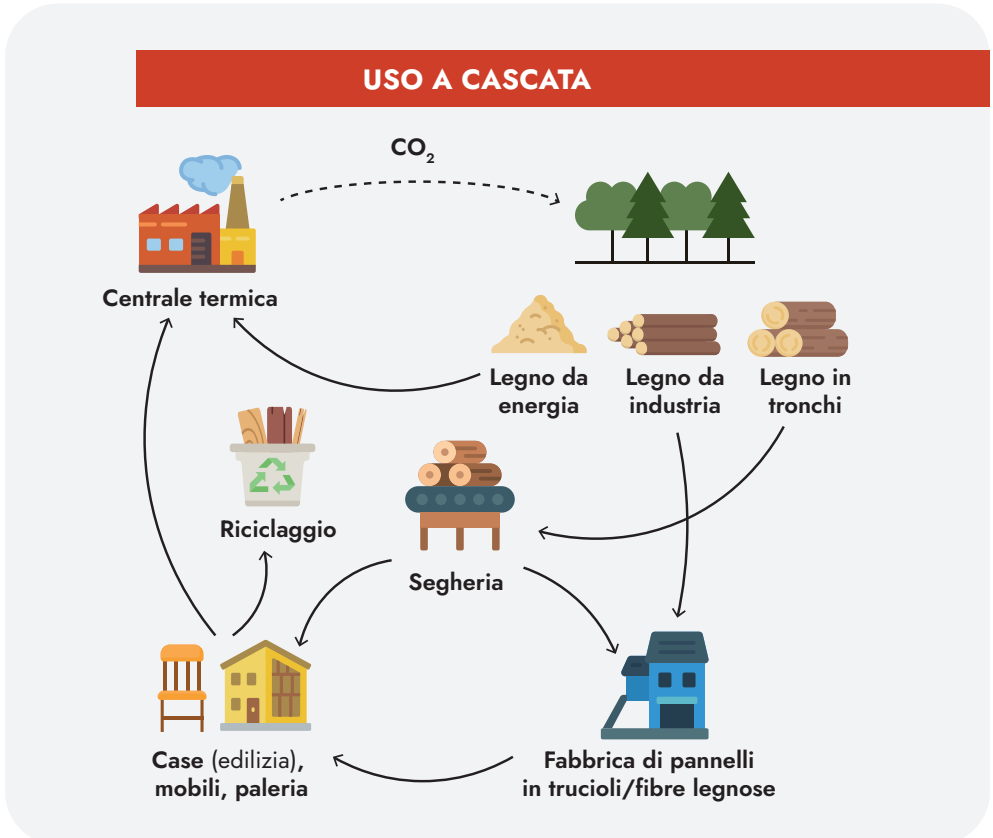 USO A CASCATA
CO₂
Centrale termica
Legno da
energia
Legno da
industria
Legno in
tronchi
Riciclaggio
Segheria
Case (edilizia),
mobili, paleria
Fabbrica di pannelli
in trucioli/fibre legnose